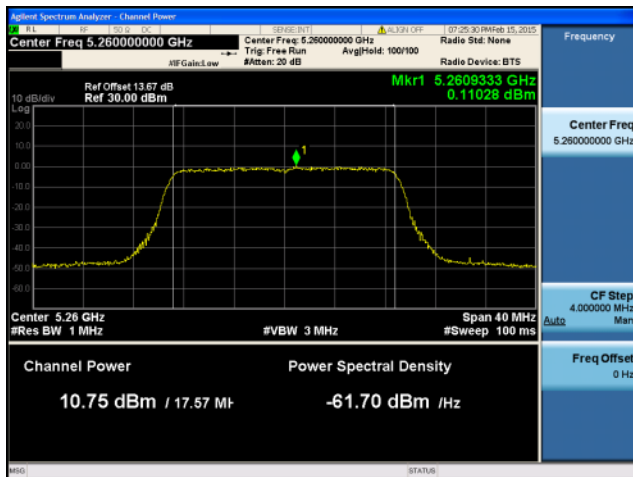 Agilent Spectrum Analyzer - Channel Power
RL RF 50 Ω DC SENSE:INT ALIGN OFF 07:25:30 PM Feb 15, 2015
Center Freq 5.260000000 GHz
Center Freq: 5.260000000 GHz
Radio Std: None
Trig: Free Run Avg|Hold: 100/100
#IFGain:Low
#Atten: 20 dB
Radio Device: BTS
Ref Offset 13.67 dB
10 dB/div Ref 30.00 dBm
Mkr1 5.2609333 GHz
0.11028 dBm
Log
20.0
10.0
0.00
-10.0
-20.0
-30.0
-40.0
-50.0
-60.0
1
Center 5.26 GHz Span 40 MHz
#Res BW 1 MHz #VBW 3 MHz #Sweep 100 ms
Channel Power
10.75 dBm / 17.57 MH
Power Spectral Density
-61.70 dBm /Hz
MSG STATUS
Frequency
Center Freq
5.260000000 GHz
CF Step
4.000000 MHz
Auto Man
Freq Offset
0 Hz